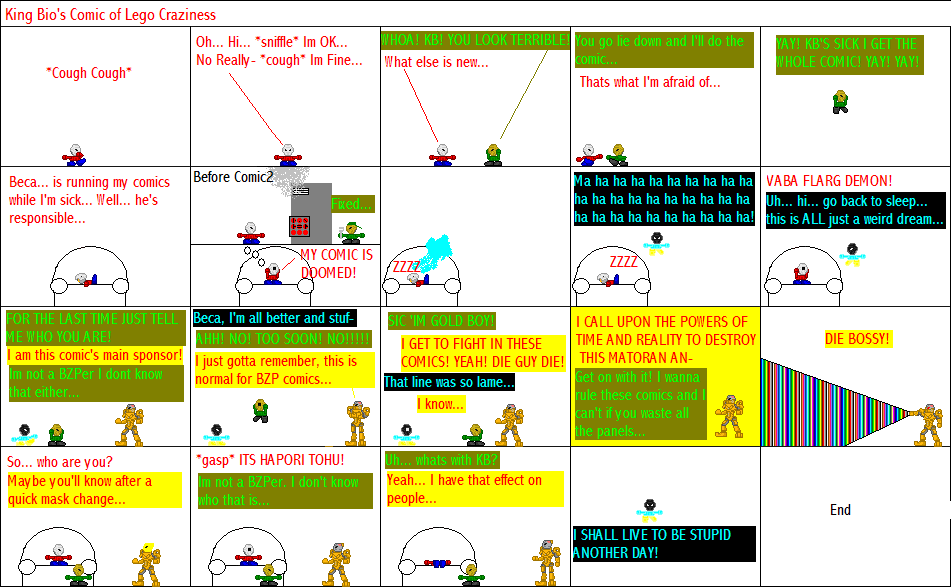 King Bio's Comic of Lego Craziness
*Cough Cough*
Oh... Hi... *sniffle* Im OK...
No Really- *cough* Im Fine...
WHOA! KB! YOU LOOK TERRIBLE!
What else is new...
You go lie down and I'll do the
comic...
Thats what I'm afraid of...
YAY! KB'S SICK I GET THE
WHOLE COMIC! YAY! YAY!
Beca... is running my comics
while I'm sick... Well... he's
responsible...
Before Comic2
Fixed...
MY COMIC IS
DOOMED!
ZZZZ
Ma ha ha ha ha ha ha ha ha ha
ha ha ha ha ha ha ha ha ha ha
ha ha ha ha ha ha ha ha ha ha!
ZZZZ
VABA FLARG DEMON!
Uh... hi... go back to sleep...
this is ALL just a weird dream...
FOR THE LAST TIME JUST TELL
ME WHO YOU ARE!
I am this comic's main sponsor!
Im not a BZPer I dont know
that either...
Beca, I'm all better and stuf-
AHH! NO! TOO SOON! NO!!!!!
I just gotta remember, this is
normal for BZP comics...
SIC 'IM GOLD BOY!
I GET TO FIGHT IN THESE
COMICS! YEAH! DIE GUY DIE!
That line was so lame...
I know...
I CALL UPON THE POWERS OF
TIME AND REALITY TO DESTROY
THIS MATORAN AN-
Get on with it! I wanna
rule these comics and I
can't if you waste all
the panels...
DIE BOSSY!
So... who are you?
Maybe you'll know after a
quick mask change...
*gasp* ITS HAPORI TOHU!
Im not a BZPer. I don't know
who that is...
Uh... whats with KB?
Yeah... I have that effect on
people...
I SHALL LIVE TO BE STUPID
ANOTHER DAY!
End